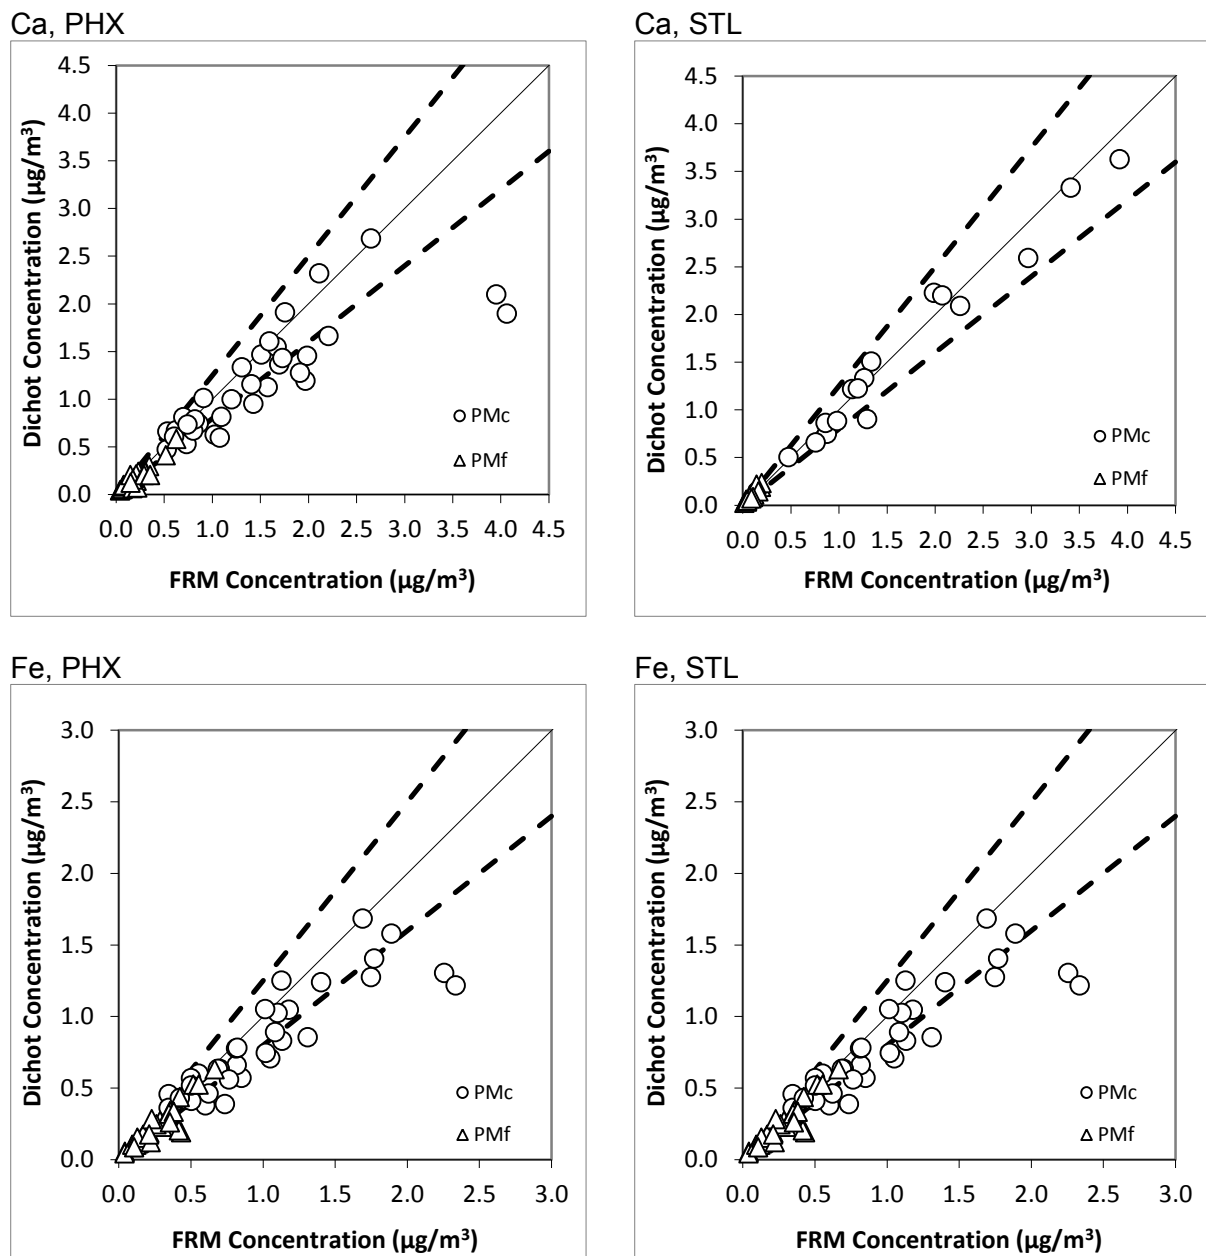 Ca, PHX
4.5
4.0
3.5
3.0
2.5
2.0
1.5
1.0
0.5
0.0
Dichot Concentration (µg/m³)
PMc
PMf
0.0 0.5 1.0 1.5 2.0 2.5 3.0 3.5 4.0 4.5
FRM Concentration (µg/m³)
Ca, STL
4.5
4.0
3.5
3.0
2.5
2.0
1.5
1.0
0.5
0.0
Dichot Concentration (µg/m³)
PMc
PMf
0.0 0.5 1.0 1.5 2.0 2.5 3.0 3.5 4.0 4.5
FRM Concentration (µg/m³)
Fe, PHX
3.0
2.5
2.0
1.5
1.0
0.5
0.0
Dichot Concentration (µg/m³)
PMc
PMf
0.0 0.5 1.0 1.5 2.0 2.5 3.0
FRM Concentration (µg/m³)
Fe, STL
3.0
2.5
2.0
1.5
1.0
0.5
0.0
Dichot Concentration (µg/m³)
PMc
PMf
0.0 0.5 1.0 1.5 2.0 2.5 3.0
FRM Concentration (µg/m³)